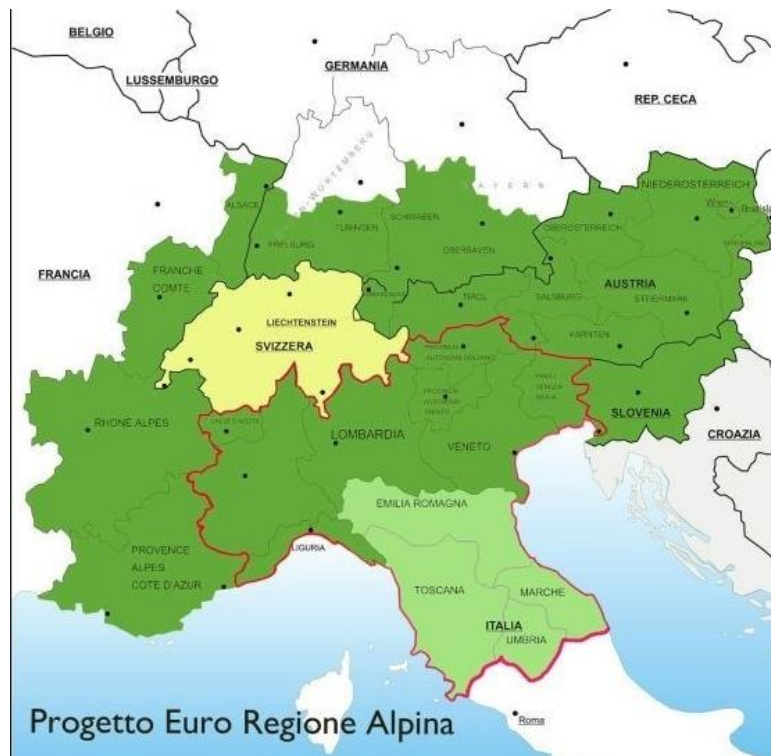 BELGIO
LUSSEMBURGO
GERMANIA
REP. CECA
BAYERN
NIEDEROSTERREICH
Wien
ALSACE
TUBINGEN
SCHWABEN
OBEROSTERREICH
FREIBURG
FRANCIA
FRANCHE
COMTE
AUSTRIA
TIROL
SALSBURG
STEIERMARK
LIECHTENSTEIN
SVIZZERA
KARNTEN
SLOVENIA
CROAZIA
RHONE ALPES
LOMBARDIA
VENETO
EMILIA ROMAGNA
LIGURIA
PROVENCE
ALPES
COTE D'AZUR
TOSCANA
MARCHE
ITALIA
UMBRIA
Roma
Progetto Euro Regione Alpina